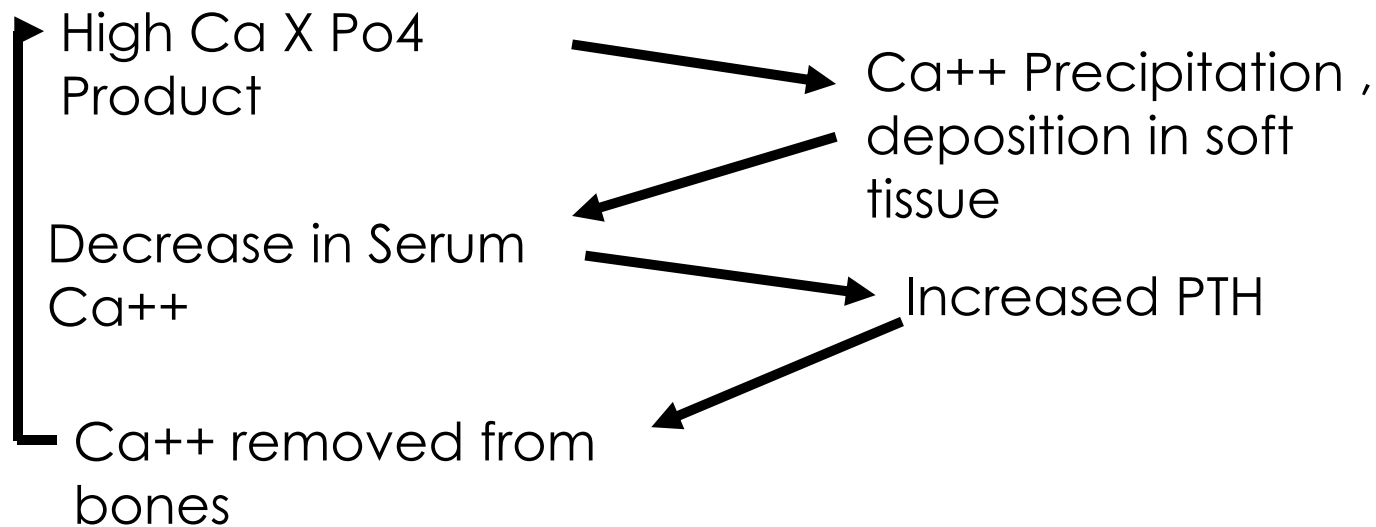 High Ca X Po4
Product
Ca++ Precipitation ,
deposition in soft
tissue
Decrease in Serum
Ca++
Increased PTH
Ca++ removed from
bones